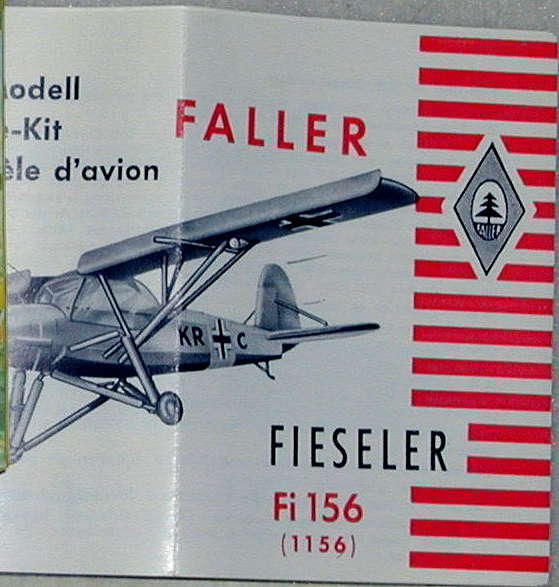 odell
-Kit
èle d'avion
FALLER
FALLER
KR C
FIESELER
Fi 156
(1156)